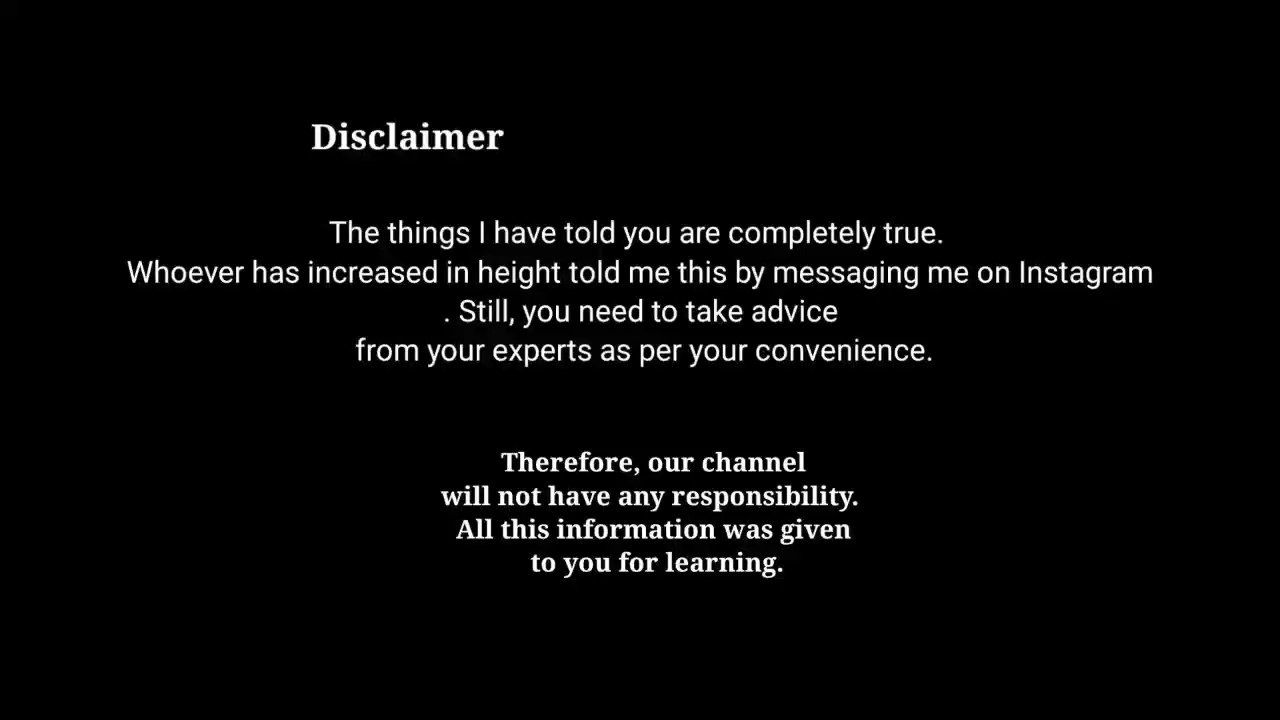 Disclaimer
The things I have told you are completely true.
Whoever has increased in height told me this by messaging me on Instagram
. Still, you need to take advice
from your experts as per your convenience.
Therefore, our channel
will not have any responsibility.
All this information was given
to you for learning.